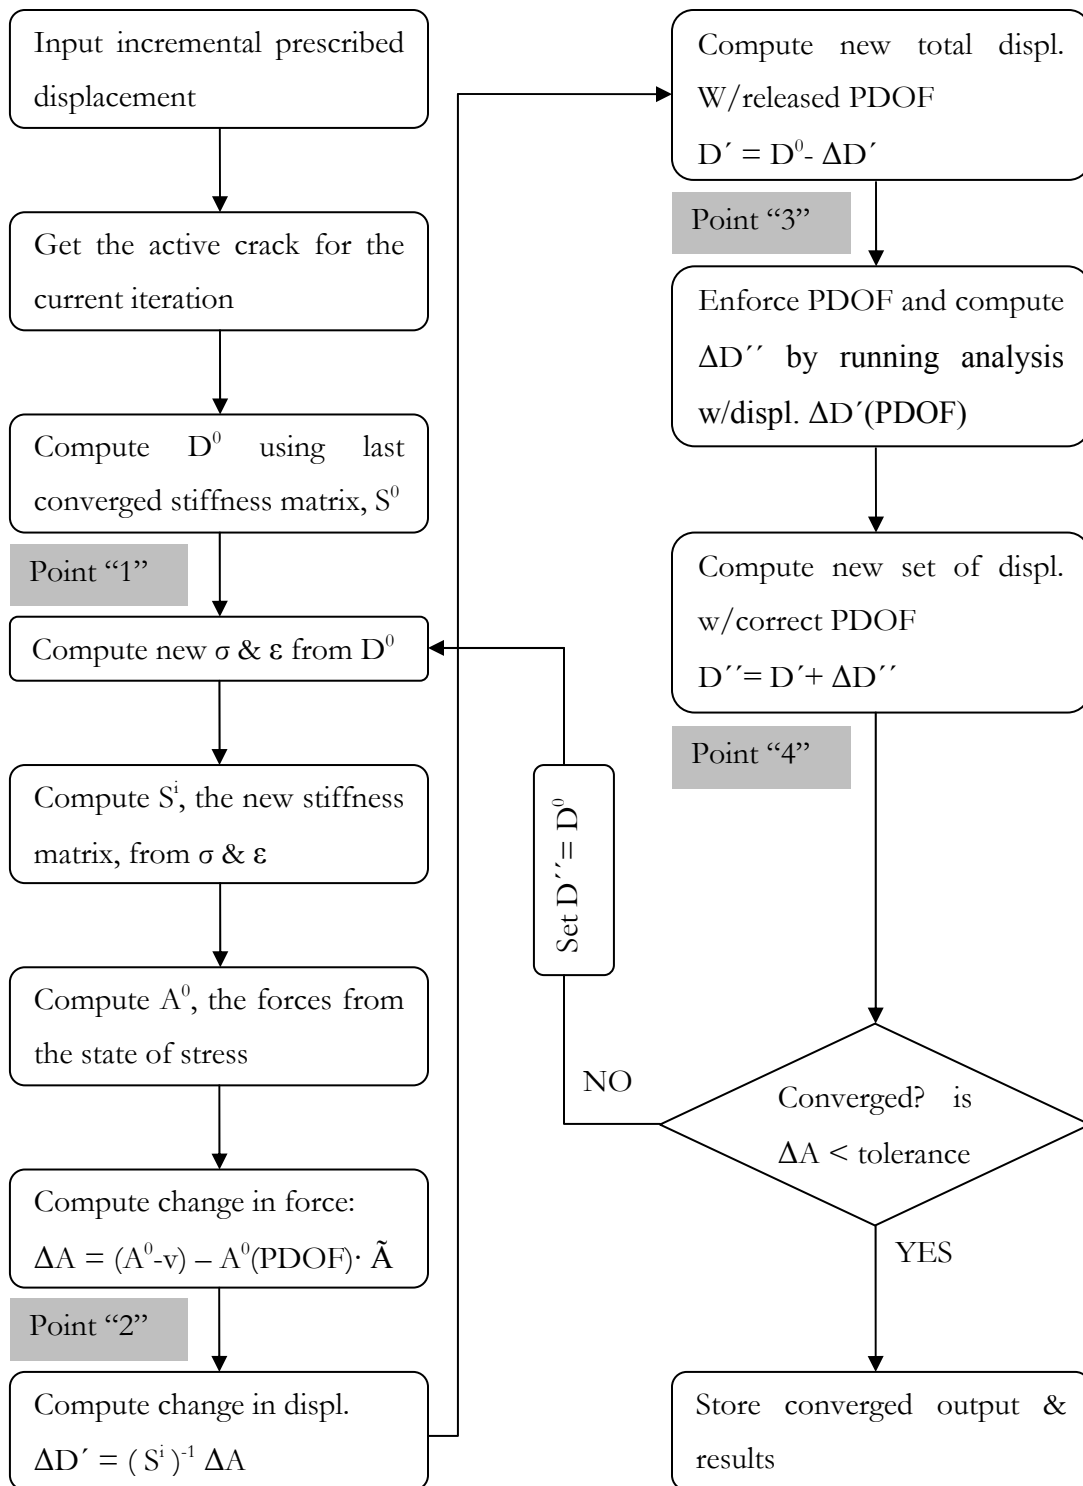 Input incremental prescribed
displacement
Get the active crack for the
current iteration
Compute D⁰ using last
converged stiffness matrix, S⁰
Point “1”
Compute new σ & ε from D⁰
Compute Sⁱ, the new stiffness
matrix, from σ & ε
Compute A⁰, the forces from
the state of stress
Compute change in force:
ΔA = (A⁰-v) – A⁰(PDOF)· Ã
Point “2”
Compute change in displ.
ΔD´ = ( Sⁱ )⁻¹ ΔA
Compute new total displ.
W/released PDOF
D´ = D⁰- ΔD´
Point “3”
Enforce PDOF and compute
ΔD´´ by running analysis
w/displ. ΔD´(PDOF)
Compute new set of displ.
w/correct PDOF
D´´= D´+ ΔD´´
Point “4”
Converged? is
ΔA < tolerance
NO
Set D´´= D⁰
YES
Store converged output &
results